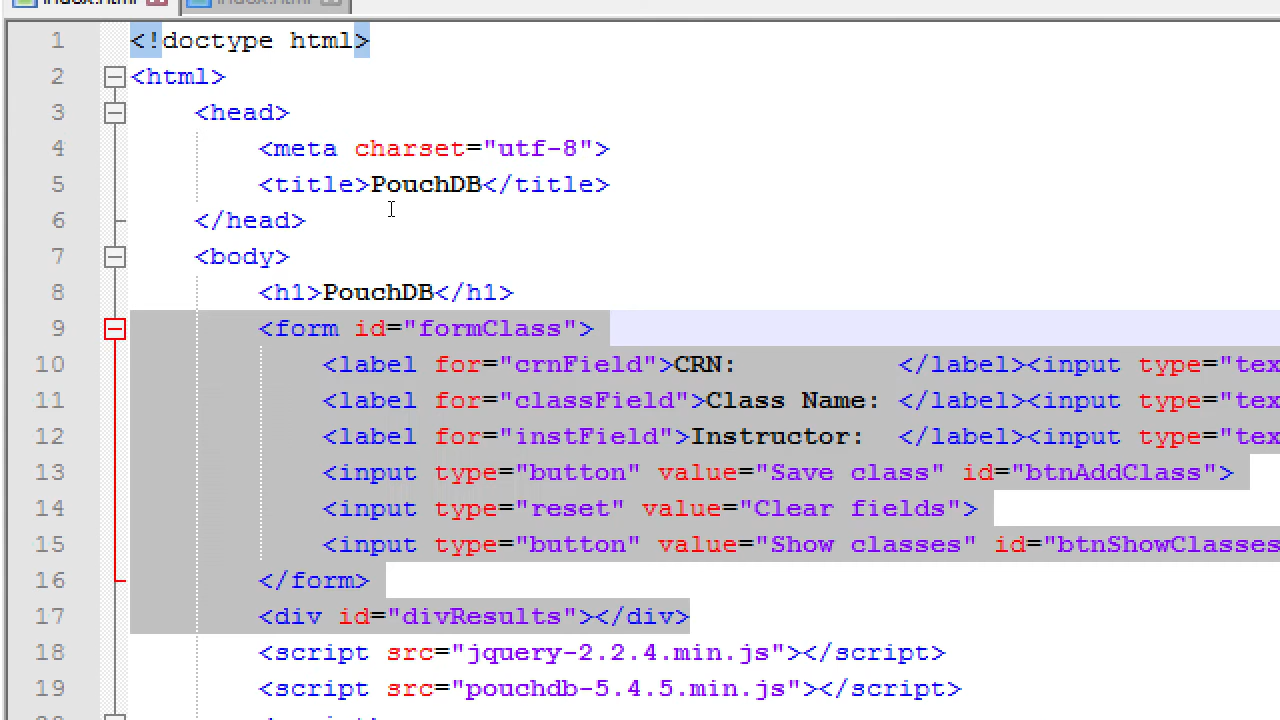 index.html index.html
1 <!doctype html>
2 <html>
3 <head>
4 <meta charset="utf-8">
5 <title>PouchDB</title>
6 </head>
7 <body>
8 <h1>PouchDB</h1>
9 <form id="formClass">
10 <label for="crnField">CRN: </label><input type="tex
11 <label for="classField">Class Name: </label><input type="tex
12 <label for="instField">Instructor: </label><input type="tex
13 <input type="button" value="Save class" id="btnAddClass">
14 <input type="reset" value="Clear fields">
15 <input type="button" value="Show classes" id="btnShowClasses
16 </form>
17 <div id="divResults"></div>
18 <script src="jquery-2.2.4.min.js"></script>
19 <script src="pouchdb-5.4.5.min.js"></script>